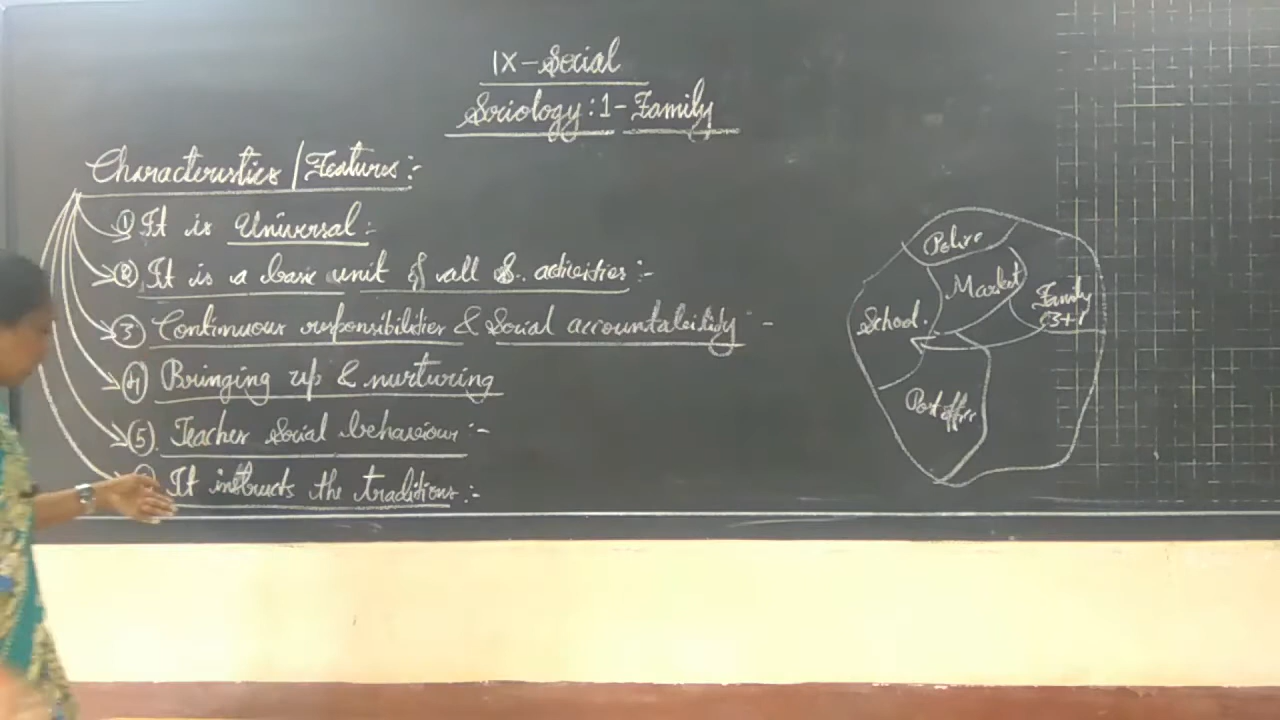 IX - Social
Sociology : 1 - Family
Characteristics / Features :-
① It is Universal :-
② It is a basic unit of all S. activities :-
③ Continuous responsibilities & Social accountability -
④ Bringing up & nurturing
⑤ Teaches Social behaviour :-
It instructs the traditions :-
Police
Market
Family
School.
Post office